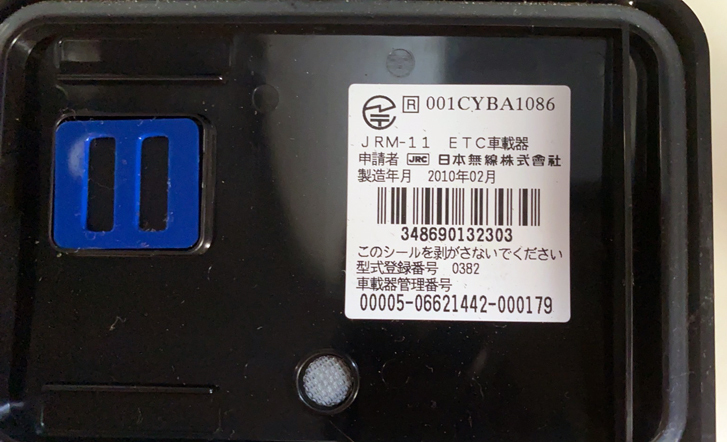 R 001CYBA1086
JRM-11 ETC車載器
申請者 JRC 日本無線株式會社
製造年月 2010年02月
348690132303
このシールを剥がさないでください
型式登録番号 0382
車載器管理番号
00005-06621442-000179